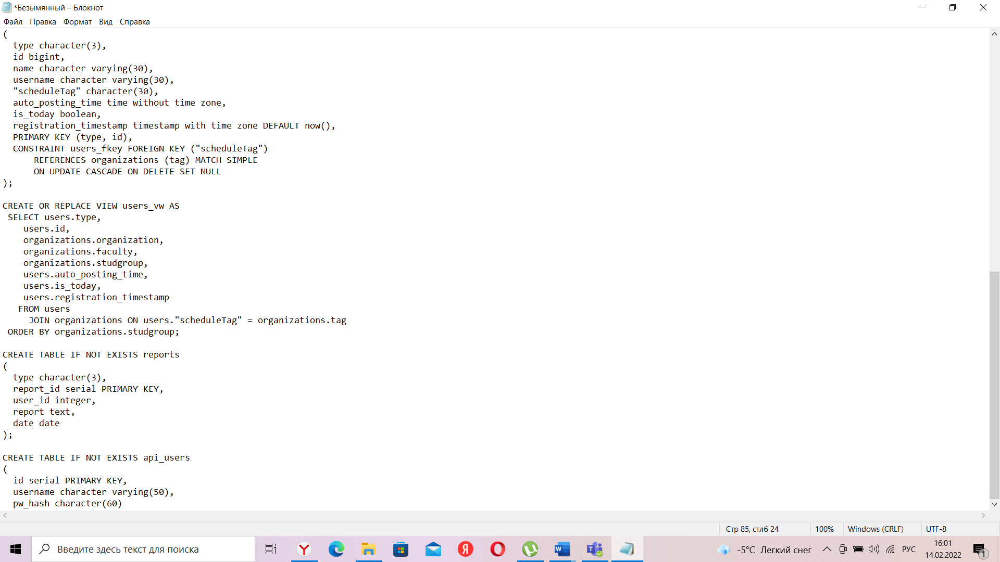 *Безымянный – Блокнот
Файл Правка Формат Вид Справка
(
  type character(3),
  id bigint,
  name character varying(30),
  username character varying(30),
  "scheduleTag" character(30),
  auto_posting_time time without time zone,
  is_today boolean,
  registration_timestamp timestamp with time zone DEFAULT now(),
  PRIMARY KEY (type, id),
  CONSTRAINT users_fkey FOREIGN KEY ("scheduleTag")
      REFERENCES organizations (tag) MATCH SIMPLE
      ON UPDATE CASCADE ON DELETE SET NULL
);
CREATE OR REPLACE VIEW users_vw AS
 SELECT users.type,
    users.id,
    organizations.organization,
    organizations.faculty,
    organizations.studgroup,
    users.auto_posting_time,
    users.is_today,
    users.registration_timestamp
   FROM users
     JOIN organizations ON users."scheduleTag" = organizations.tag
 ORDER BY organizations.studgroup;
CREATE TABLE IF NOT EXISTS reports
(
  type character(3),
  report_id serial PRIMARY KEY,
  user_id integer,
  report text,
  date date
);
CREATE TABLE IF NOT EXISTS api_users
(
  id serial PRIMARY KEY,
  username character varying(50),
  pw_hash character(60)
Стр 85, стлб 24 100% Windows (CRLF) UTF-8
Введите здесь текст для поиска
-5°C Легкий снег
РУС
16:01
14.02.2022
1